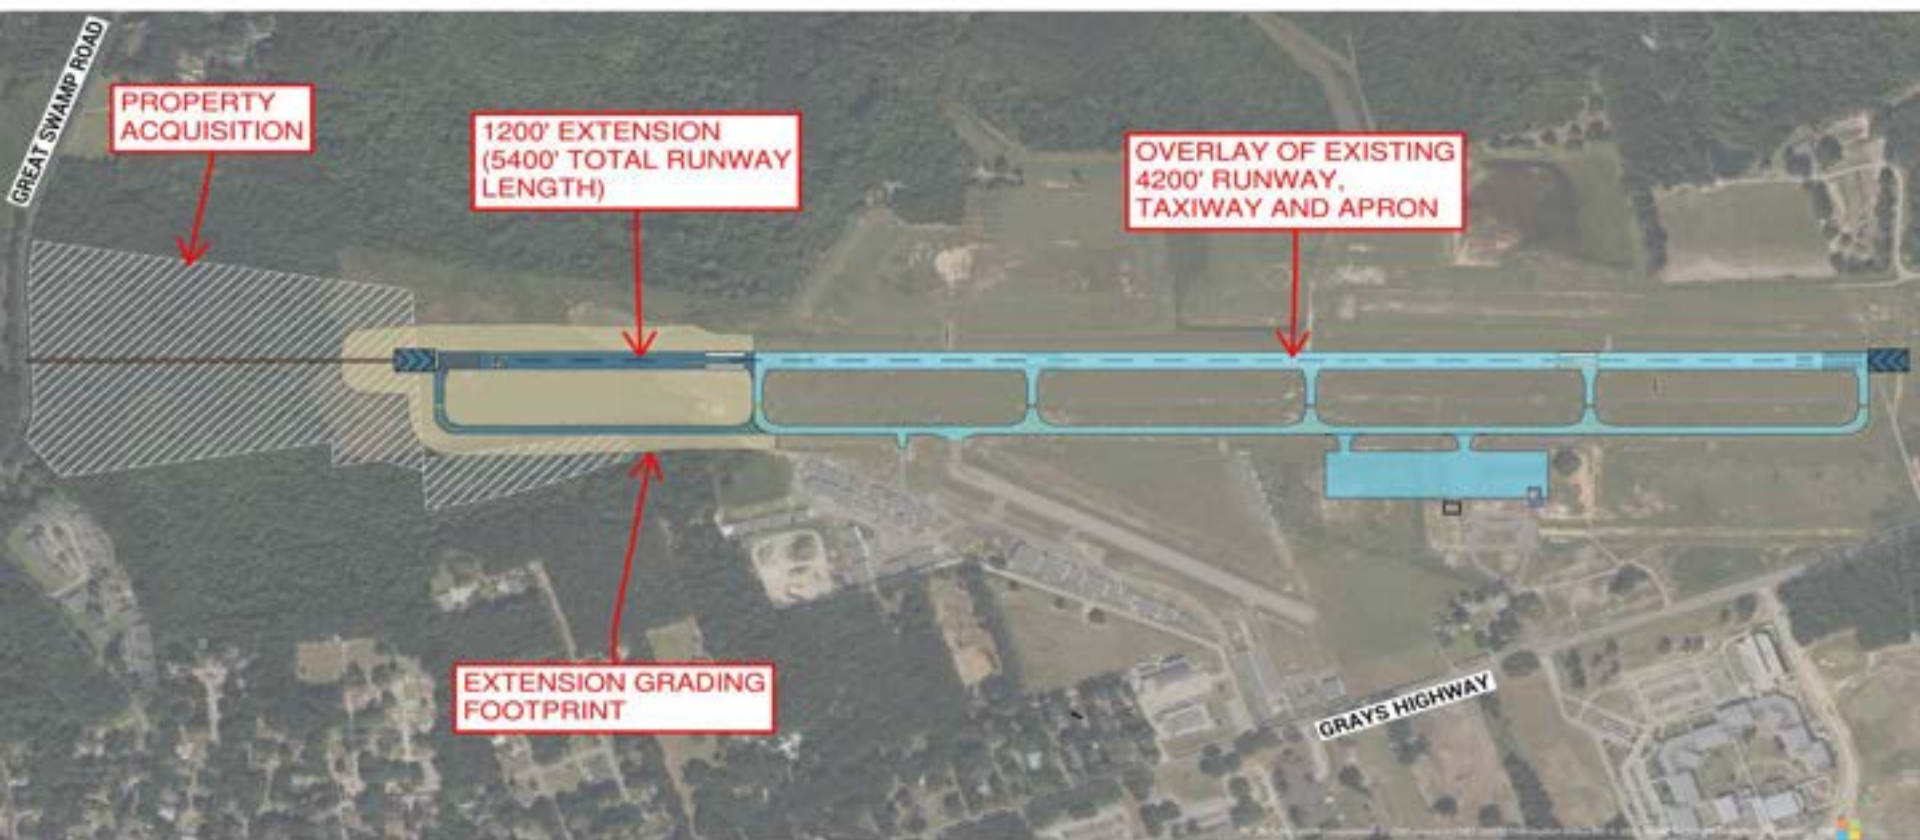 GREAT SWAMP ROAD
PROPERTY
ACQUISITION
1200' EXTENSION
(5400' TOTAL RUNWAY
LENGTH)
OVERLAY OF EXISTING
4200' RUNWAY,
TAXIWAY AND APRON
EXTENSION GRADING
FOOTPRINT
GRAYS HIGHWAY